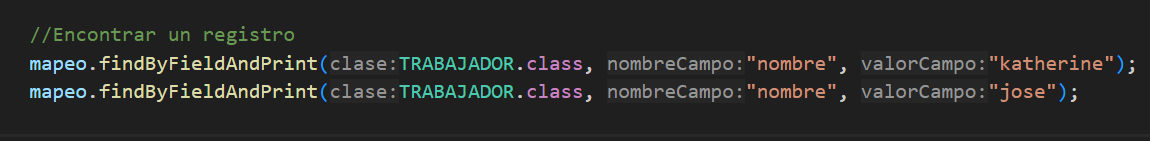 //Encontrar un registro
mapeo.findByFieldAndPrint(clase:TRABAJADOR.class, nombreCampo:"nombre", valorCampo:"katherine");
mapeo.findByFieldAndPrint(clase:TRABAJADOR.class, nombreCampo:"nombre", valorCampo:"jose");